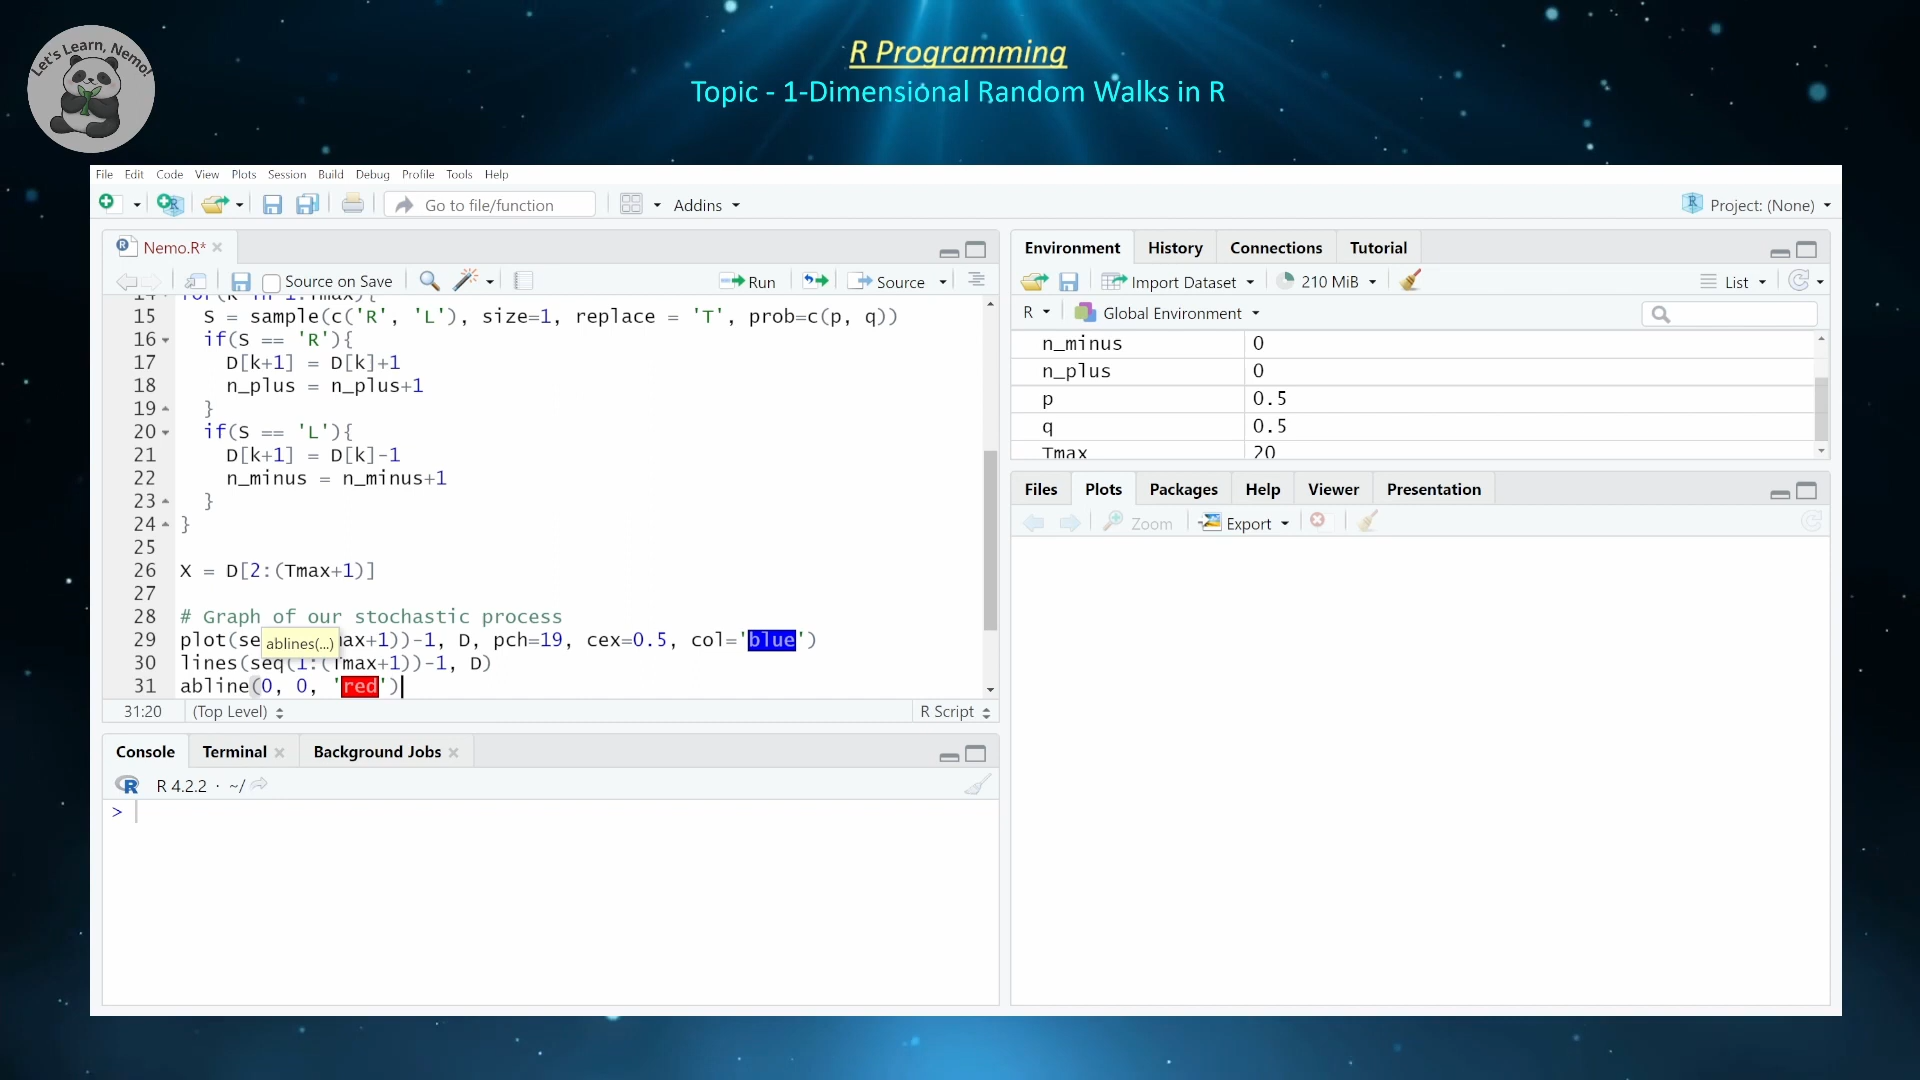 Let's Learn, Nemo!
R Programming
Topic - 1-Dimensional Random Walks in R
File Edit Code View Plots Session Build Debug Profile Tools Help
Go to file/function Addins Project: (None)
Nemo.R*
Source on Save Run Source
15 S = sample(c('R', 'L'), size=1, replace = 'T', prob=c(p, q))
16 if(S == 'R'){
17 D[k+1] = D[k]+1
18 n_plus = n_plus+1
19 }
20 if(S == 'L'){
21 D[k+1] = D[k]-1
22 n_minus = n_minus+1
23 }
24 }
25
26 X = D[2:(Tmax+1)]
27
28 # Graph of our stochastic process
29 plot(se ablines(...) max+1))-1, D, pch=19, cex=0.5, col='blue')
30 lines(seq(1:(Tmax+1))-1, D)
31 abline(0, 0, 'red')
31:20 (Top Level) R Script
Console Terminal Background Jobs
R 4.2.2 · ~/
>
Environment History Connections Tutorial
Import Dataset 210 MiB List
R Global Environment
n_minus 0
n_plus 0
p 0.5
q 0.5
Tmax 20
Files Plots Packages Help Viewer Presentation
Zoom Export